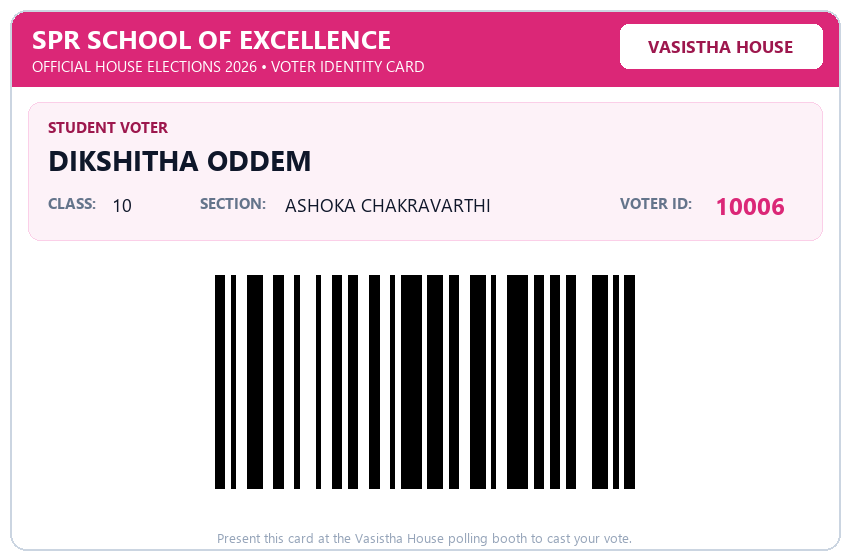 SPR SCHOOL OF EXCELLENCE
OFFICIAL HOUSE ELECTIONS 2026 • VOTER IDENTITY CARD
VASISTHA HOUSE
STUDENT VOTER
DIKSHITHA ODDEM
CLASS: 10 SECTION: ASHOKA CHAKRAVARTHI VOTER ID: 10006
Present this card at the Vasistha House polling booth to cast your vote.